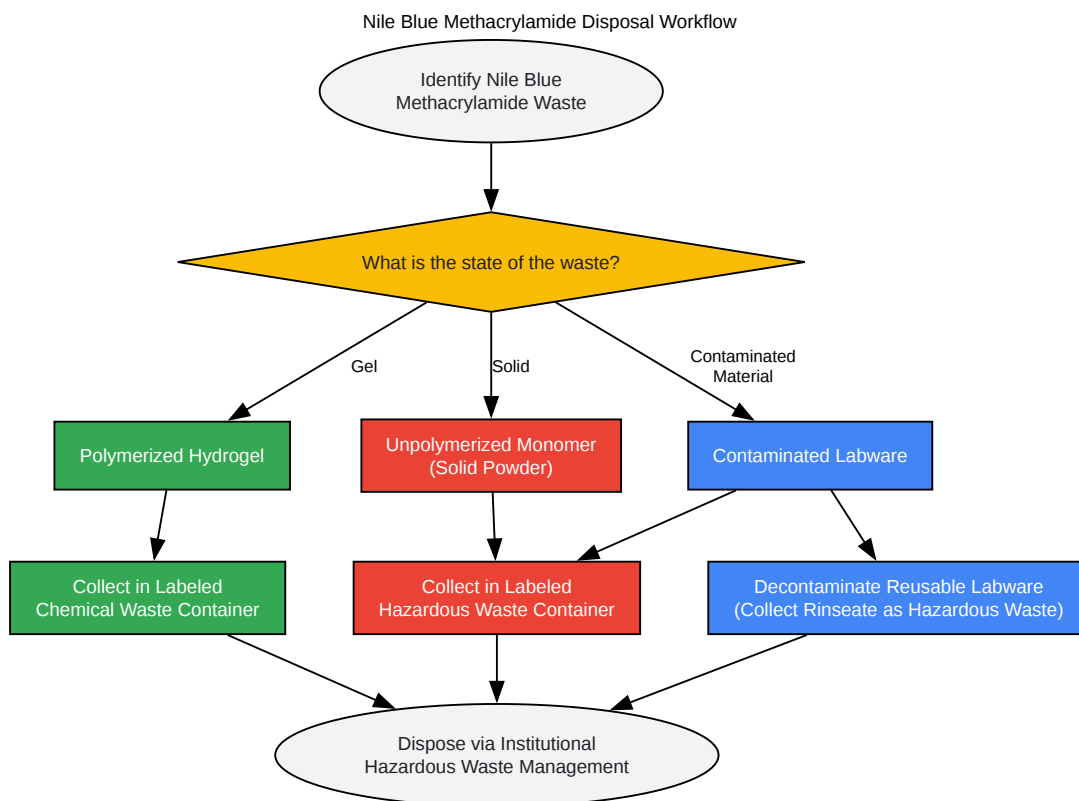 Nile Blue Methacrylamide Disposal Workflow
Identify Nile Blue
Methacrylamide Waste
What is the state of the waste?
Gel
Solid
Contaminated
Material
Polymerized Hydrogel
Unpolymerized Monomer
(Solid Powder)
Contaminated Labware
Collect in Labeled
Chemical Waste Container
Collect in Labeled
Hazardous Waste Container
Decontaminate Reusable Labware
(Collect Rinseate as Hazardous Waste)
Dispose via Institutional
Hazardous Waste Management